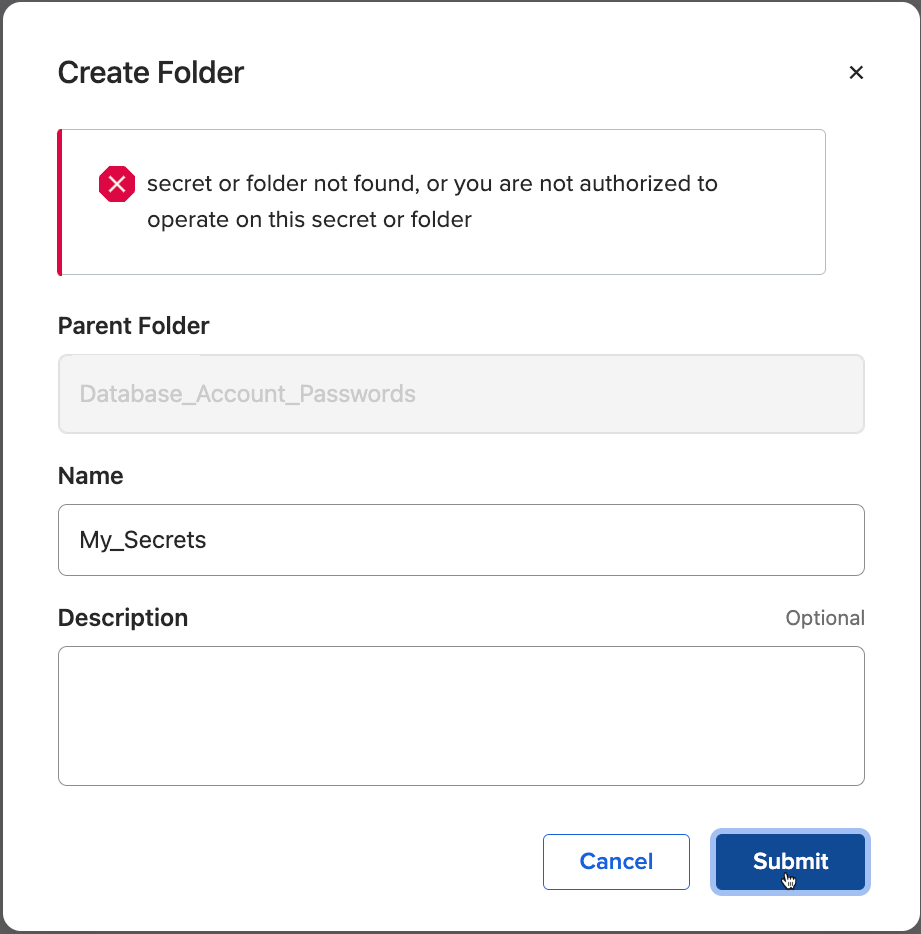 Create Folder
secret or folder not found, or you are not authorized to
operate on this secret or folder
Parent Folder
Database_Account_Passwords
Name
My_Secrets
Description Optional
Cancel Submit